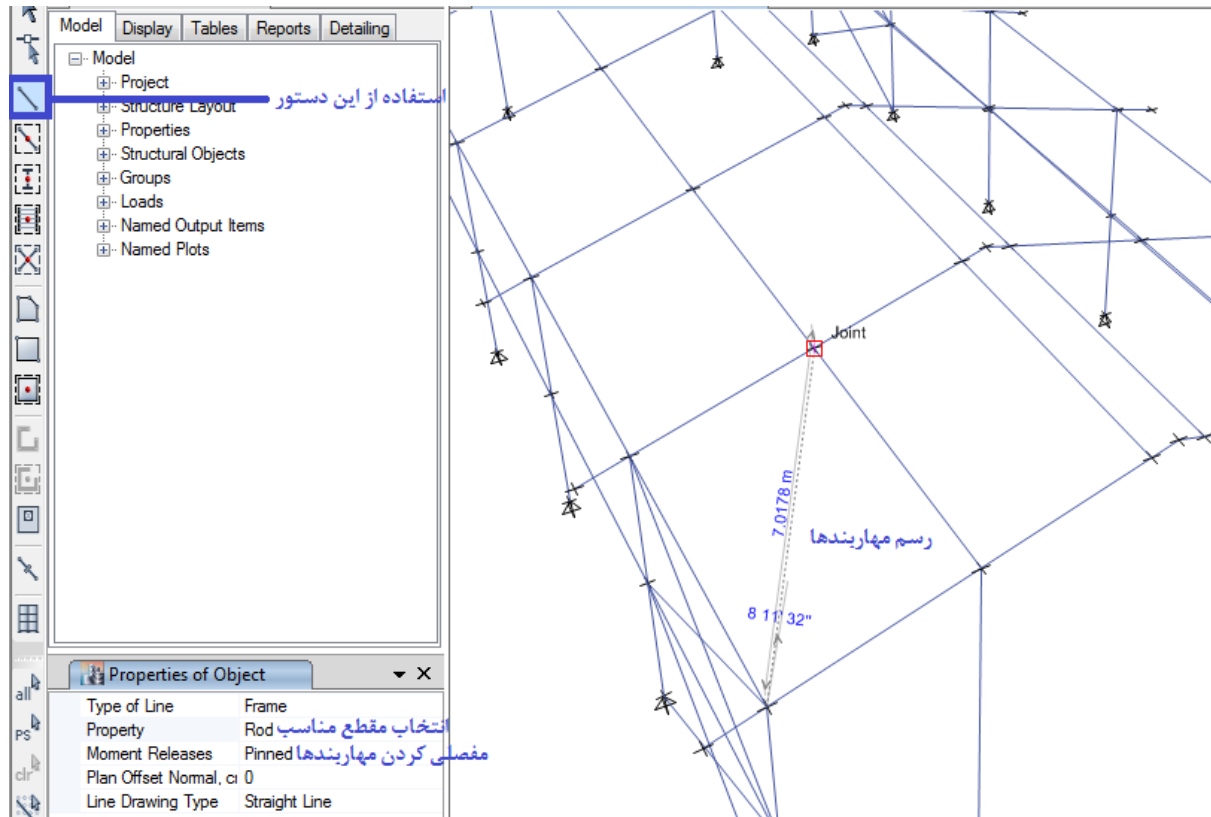 Model Display Tables Reports Detailing
Model
Project
Structure Layout
Properties
Structural Objects
Groups
Loads
Named Output Items
Named Plots
استفاده از این دستور
Joint
7.0178 m
رسم مهاربندها
8 11' 32"
all
PS
clr
Properties of Object
Type of Line Frame
Property Rod انتخاب مقطع مناسب
Moment Releases Pinned مفصلی کردن مهاربندها
Plan Offset Normal, cı 0
Line Drawing Type Straight Line